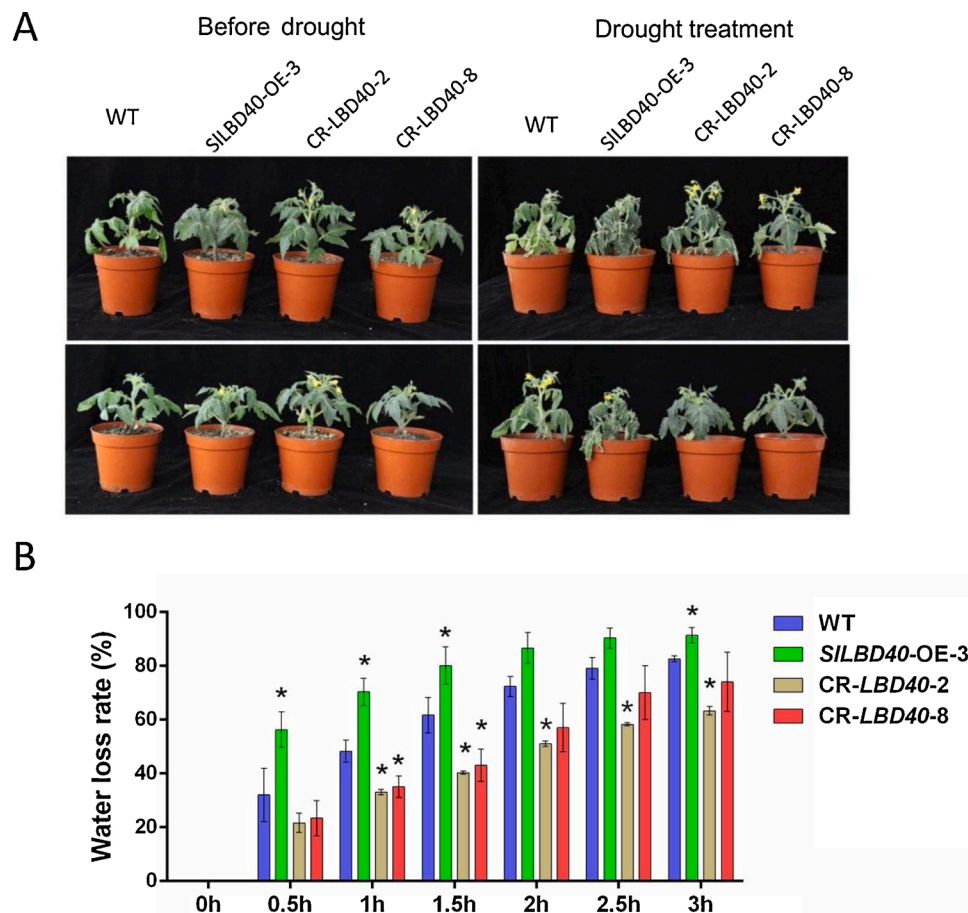 A
Before drought
Drought treatment
WT
SlLBD40-OE-3
CR-LBD40-2
CR-LBD40-8
WT
SlLBD40-OE-3
CR-LBD40-2
CR-LBD40-8
B
Water loss rate (%)
100
80
60
40
20
0
* * * *
* * * * * * *
0h 0.5h 1h 1.5h 2h 2.5h 3h
WT
SlLBD40-OE-3
CR-LBD40-2
CR-LBD40-8